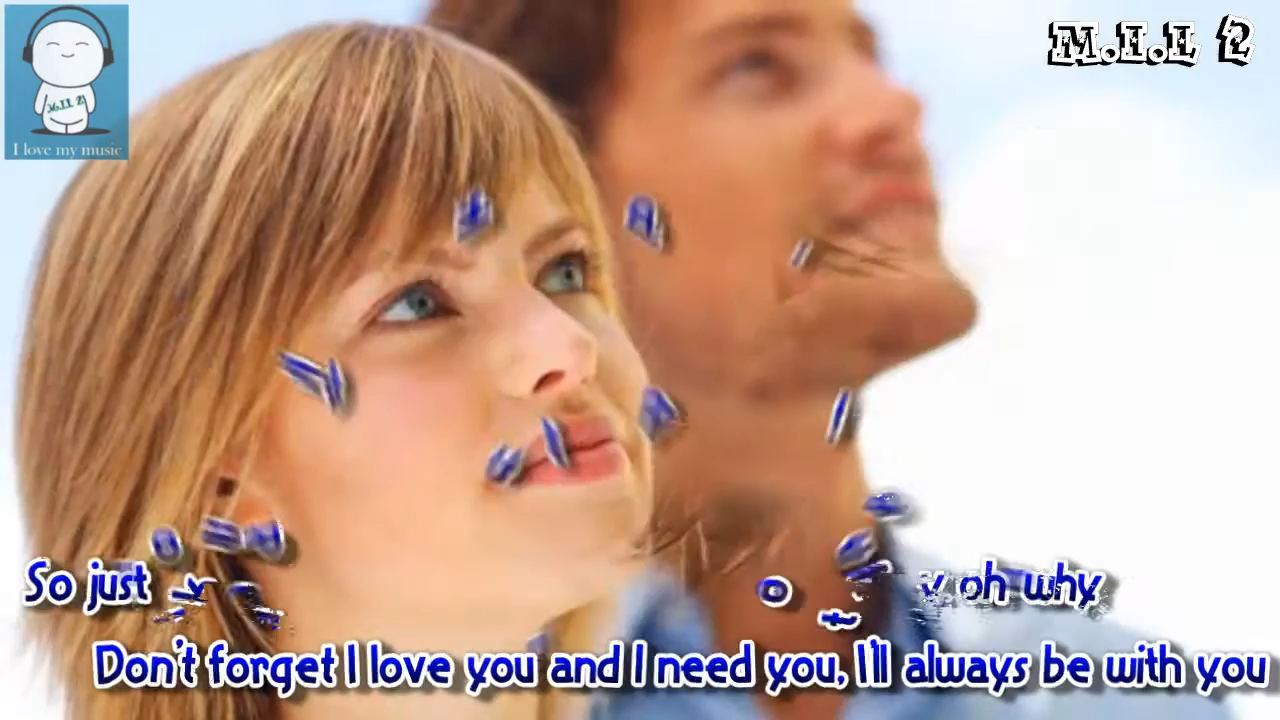 M.I.L 2
M.I.L 2
I love my music
So just
oh why
Don't forget I love you and I need you, I'll always be with you